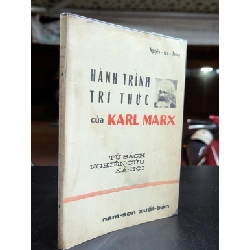 HÀNH TRÌNH
TRÍ THỨC
của KARL MARX
TỦ SÁCH
NGHIÊN CỨU
XÃ HỘI
nam-sơn xuất-bản